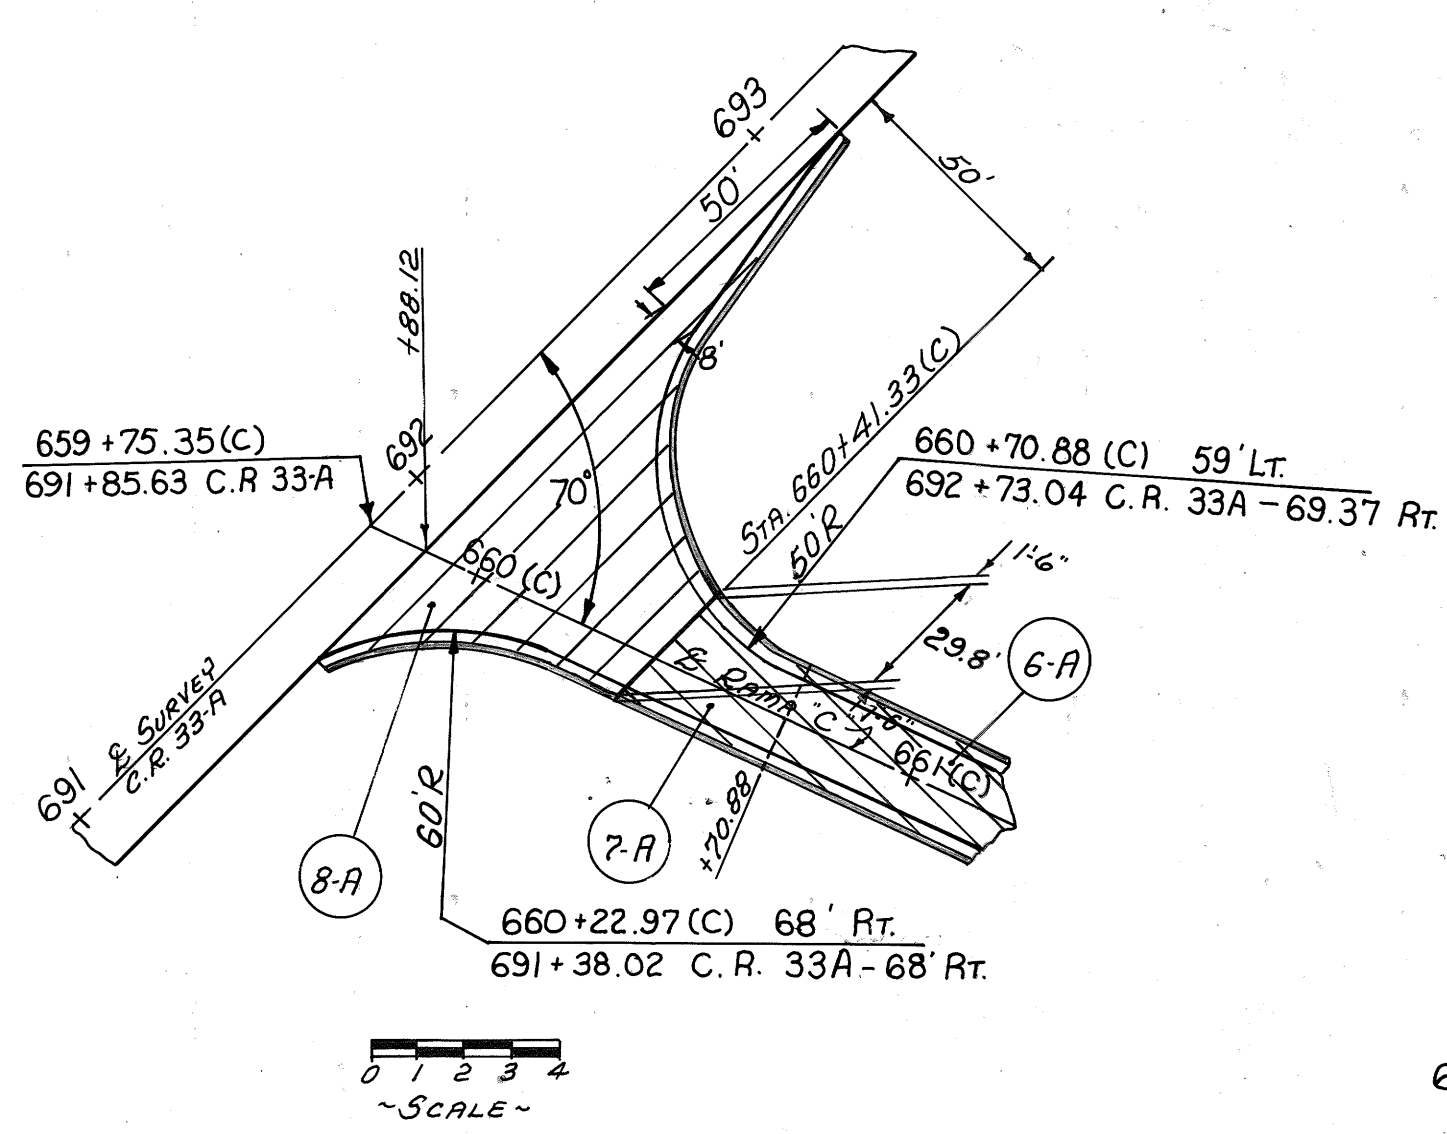 693
50'
50'
+88.12
8'
659+75.35(C)
691+85.63 C.R 33-A
692
STA. 660+41.33(C)
660+70.88 (C) 59' LT.
692+73.04 C.R. 33A-69.37 RT.
70°
50'R
660 (C)
1'-6"
29.8'
6-A
℄ SURVEY
C.R. 33-A
℄ RAMP "C"
1'-6"
661(C)
691
60'R
+70.88
7-A
8-A
660+22.97(C) 68' RT.
691+38.02 C.R. 33A-68' RT.
0 1 2 3 4
~SCALE~